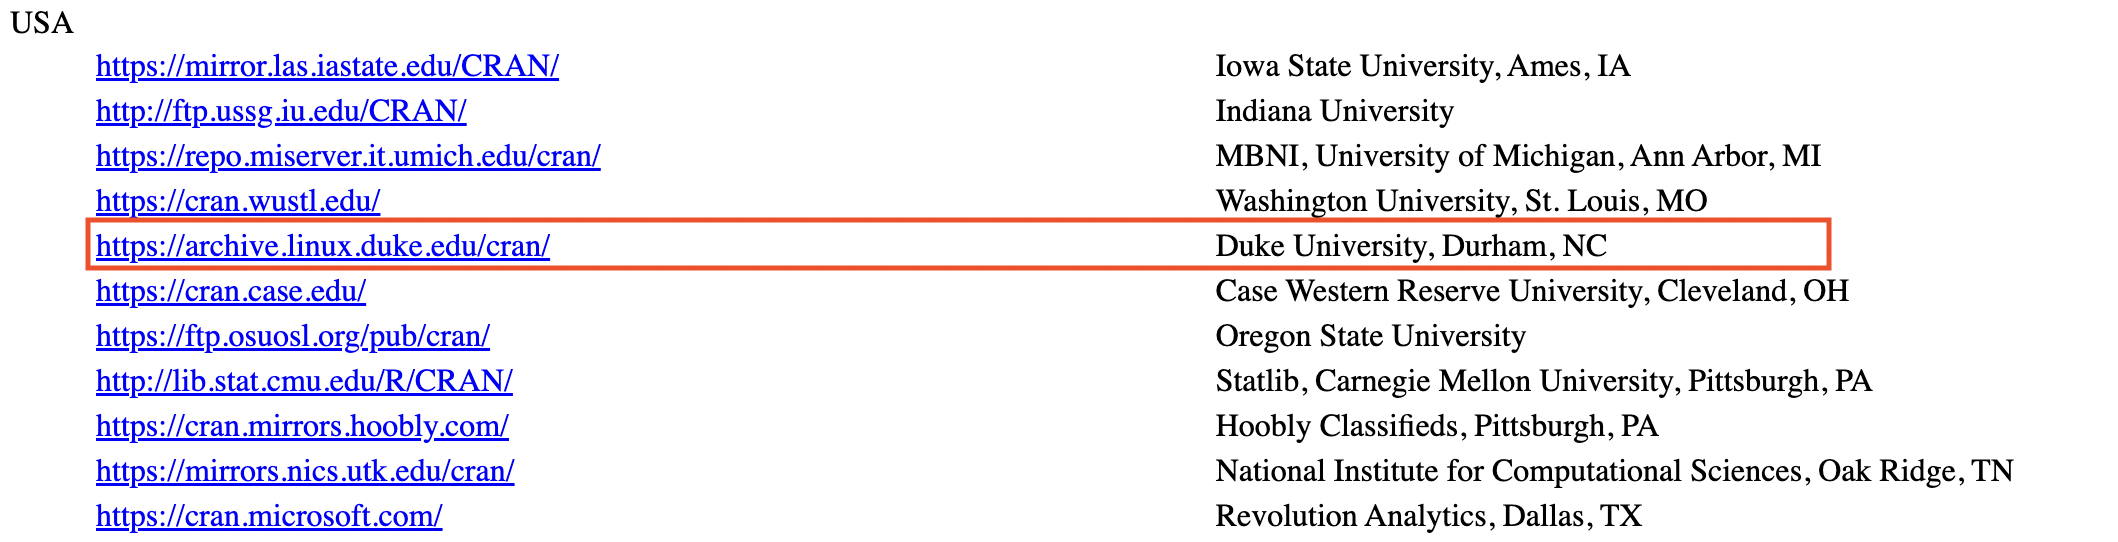 USA
https://mirror.las.iastate.edu/CRAN/ Iowa State University, Ames, IA
http://ftp.ussg.iu.edu/CRAN/ Indiana University
https://repo.miserver.it.umich.edu/cran/ MBNI, University of Michigan, Ann Arbor, MI
https://cran.wustl.edu/ Washington University, St. Louis, MO
https://archive.linux.duke.edu/cran/ Duke University, Durham, NC
https://cran.case.edu/ Case Western Reserve University, Cleveland, OH
https://ftp.osuosl.org/pub/cran/ Oregon State University
http://lib.stat.cmu.edu/R/CRAN/ Statlib, Carnegie Mellon University, Pittsburgh, PA
https://cran.mirrors.hoobly.com/ Hoobly Classifieds, Pittsburgh, PA
https://mirrors.nics.utk.edu/cran/ National Institute for Computational Sciences, Oak Ridge, TN
https://cran.microsoft.com/ Revolution Analytics, Dallas, TX